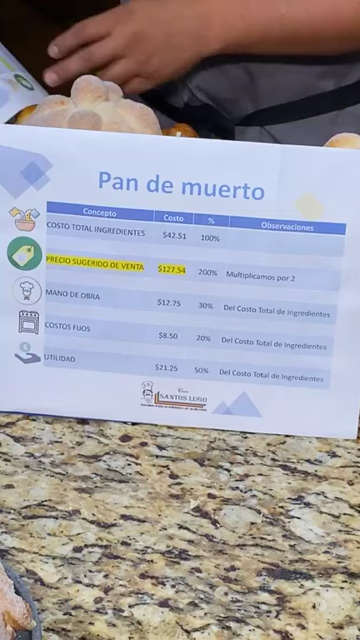 Pan de muerto
Concepto Costo % Observaciones
COSTO TOTAL INGREDIENTES $42.51 100%
PRECIO SUGERIDO DE VENTA $127.54 200% Multiplicamos por 2
MANO DE OBRA $12.75 30% Del Costo Total de Ingredientes
COSTOS FIJOS $8.50 20% Del Costo Total de Ingredientes
UTILIDAD $21.25 50% Del Costo Total de Ingredientes
SANTOS LUGO